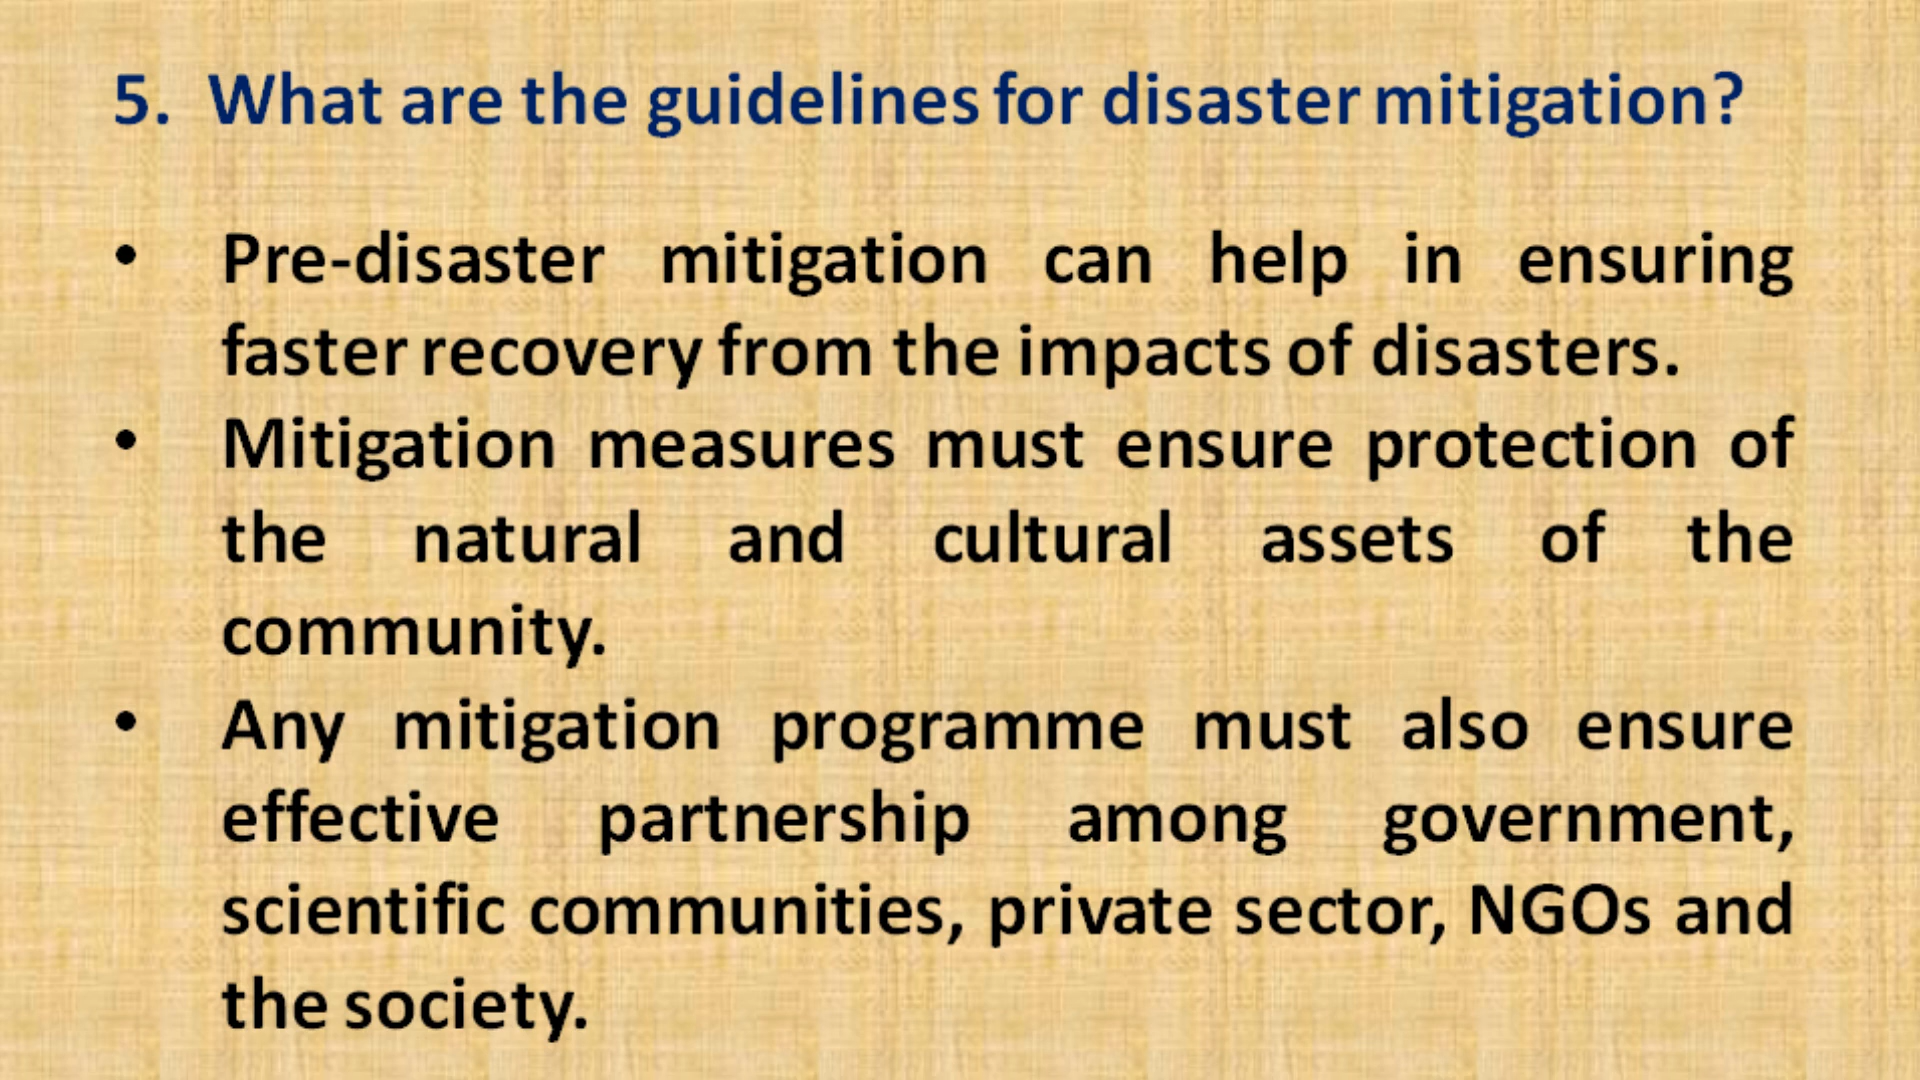 5. What are the guidelines for disaster mitigation?
• Pre-disaster mitigation can help in ensuring
faster recovery from the impacts of disasters.
• Mitigation measures must ensure protection of
the natural and cultural assets of the
community.
• Any mitigation programme must also ensure
effective partnership among government,
scientific communities, private sector, NGOs and
the society.